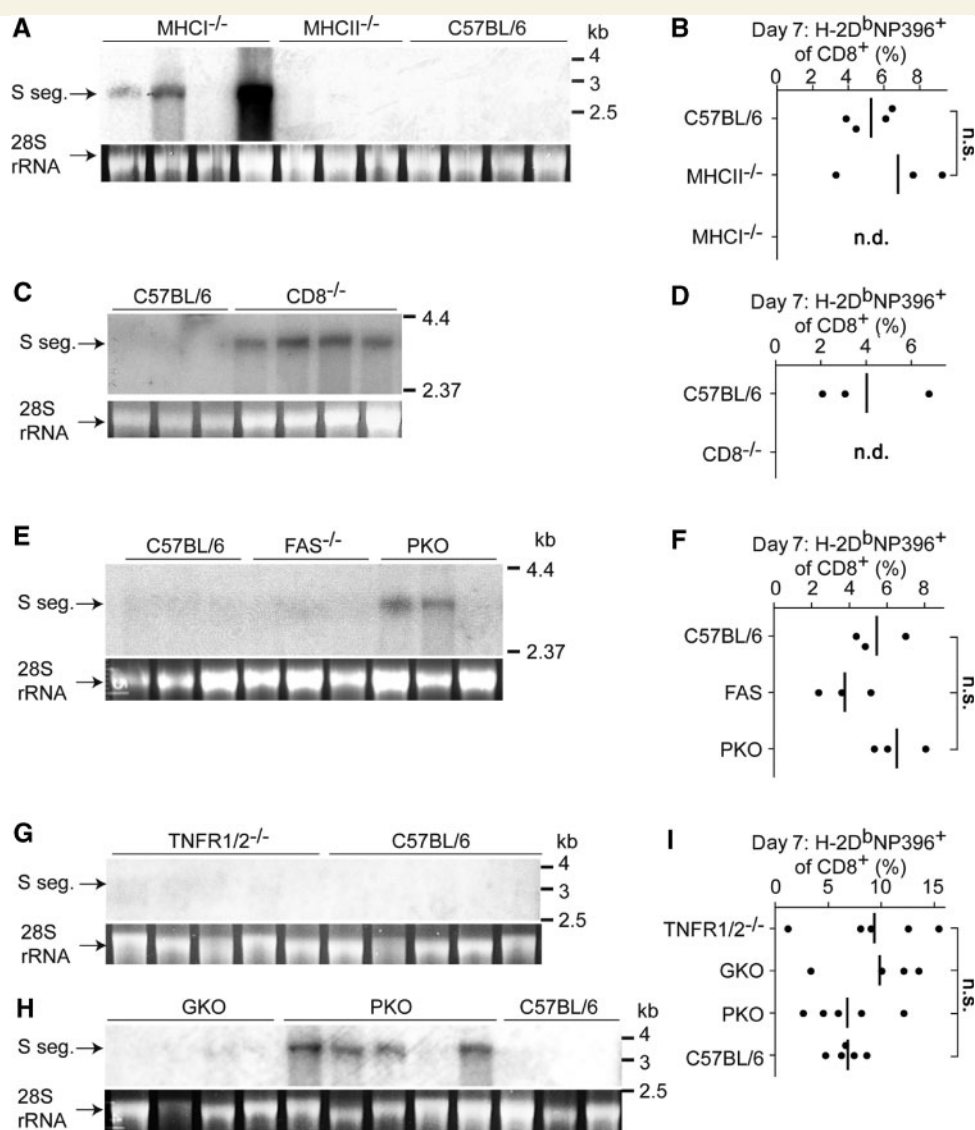 A MHCI-/- MHCII-/- C57BL/6 kb
4
S seg. 3
2.5
28S
rRNA
B Day 7: H-2DbNP396+
of CD8+ (%)
0 2 4 6 8
C57BL/6
n.s.
MHCII-/-
MHCI-/- n.d.
C C57BL/6 CD8-/-
4.4
S seg.
2.37
28S
rRNA
D Day 7: H-2DbNP396+
of CD8+ (%)
0 2 4 6
C57BL/6
CD8-/- n.d.
E C57BL/6 FAS-/- PKO kb
4.4
S seg.
2.37
28S
rRNA
F Day 7: H-2DbNP396+
of CD8+ (%)
0 2 4 6 8
C57BL/6
FAS
n.s.
PKO
G TNFR1/2-/- C57BL/6 kb
4
S seg. 3
2.5
28S
rRNA
H GKO PKO C57BL/6 kb
4
S seg. 3
2.5
28S
rRNA
I Day 7: H-2DbNP396+
of CD8+ (%)
0 5 10 15
TNFR1/2-/-
GKO
n.s.
PKO
C57BL/6